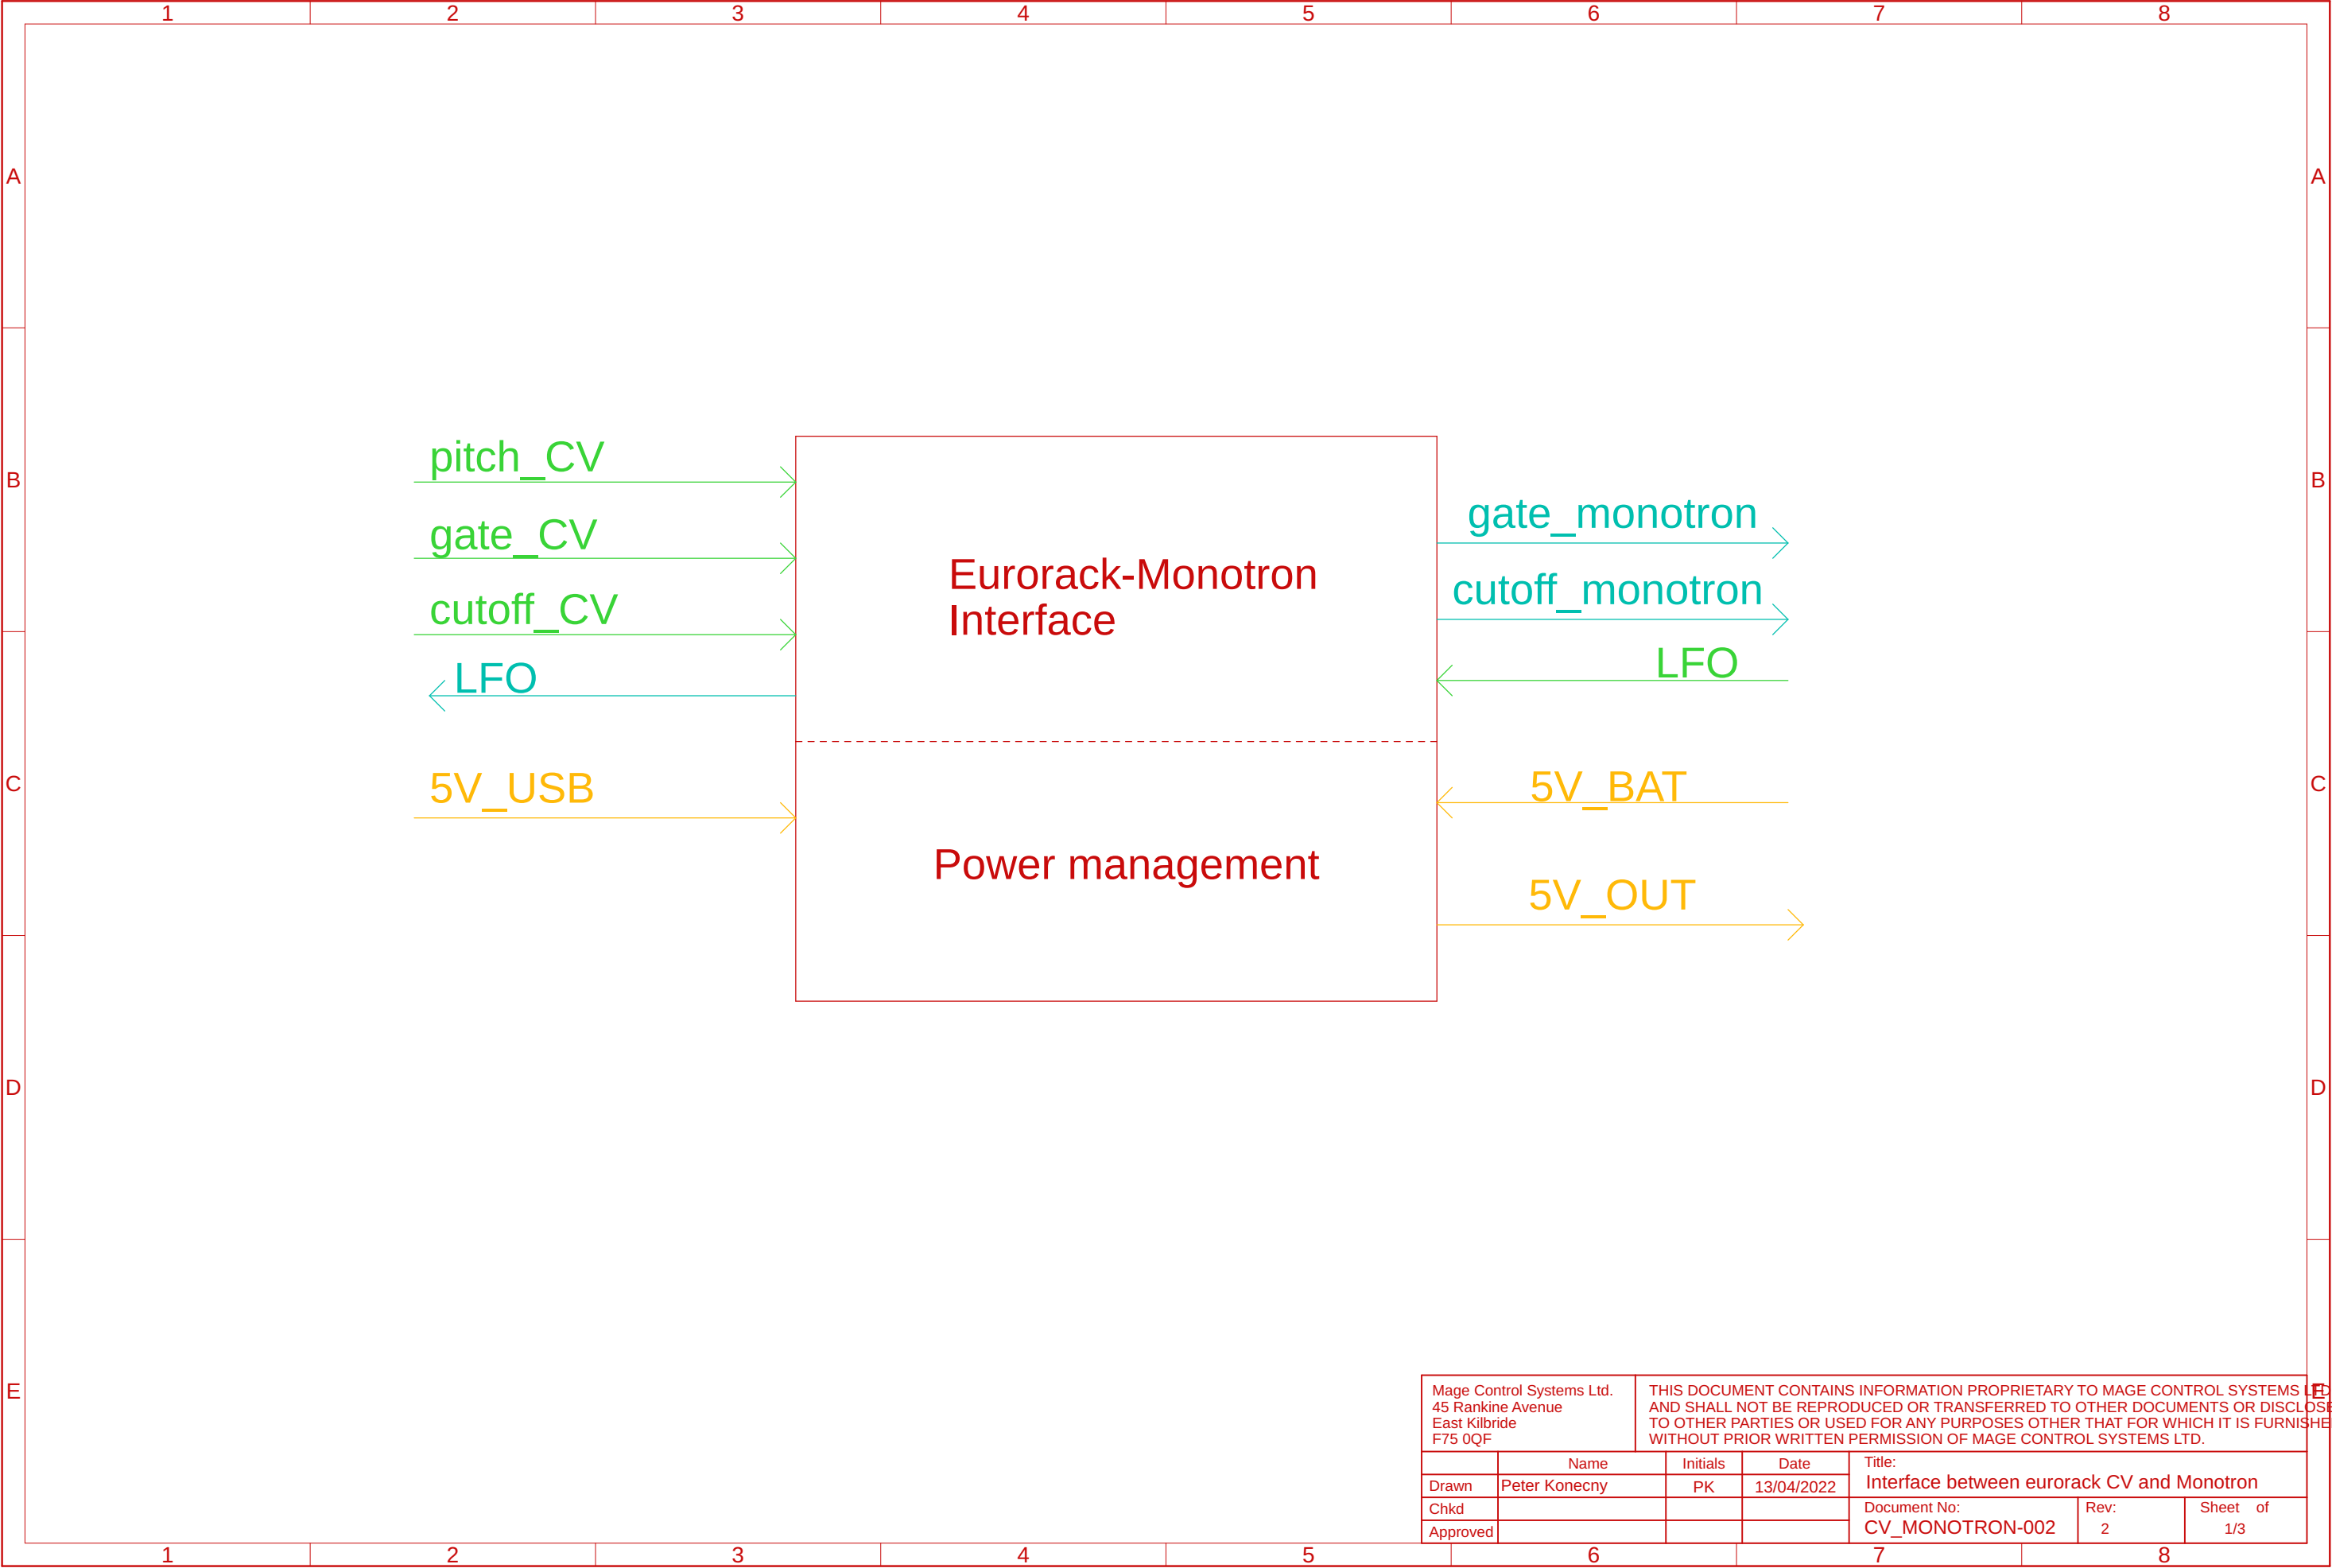 1 2 3 4 5 6 7 8
A A
B B
pitch_CV
gate_CV
cutoff_CV
LFO
Eurorack-Monotron
Interface
gate_monotron
cutoff_monotron
LFO
C C
5V_USB
Power management
5V_BAT
5V_OUT
D D
E E
Mage Control Systems Ltd.
45 Rankine Avenue
East Kilbride
F75 0QF
THIS DOCUMENT CONTAINS INFORMATION PROPRIETARY TO MAGE CONTROL SYSTEMS LTD
AND SHALL NOT BE REPRODUCED OR TRANSFERRED TO OTHER DOCUMENTS OR DISCLOSE
TO OTHER PARTIES OR USED FOR ANY PURPOSES OTHER THAT FOR WHICH IT IS FURNISHE
WITHOUT PRIOR WRITTEN PERMISSION OF MAGE CONTROL SYSTEMS LTD.
Name Initials Date
Drawn Peter Konecny PK 13/04/2022
Chkd
Approved
Title:
Interface between eurorack CV and Monotron
Document No:
CV_MONOTRON-002
Rev:
2
Sheet of
1/3
1 2 3 4 5 6 7 8